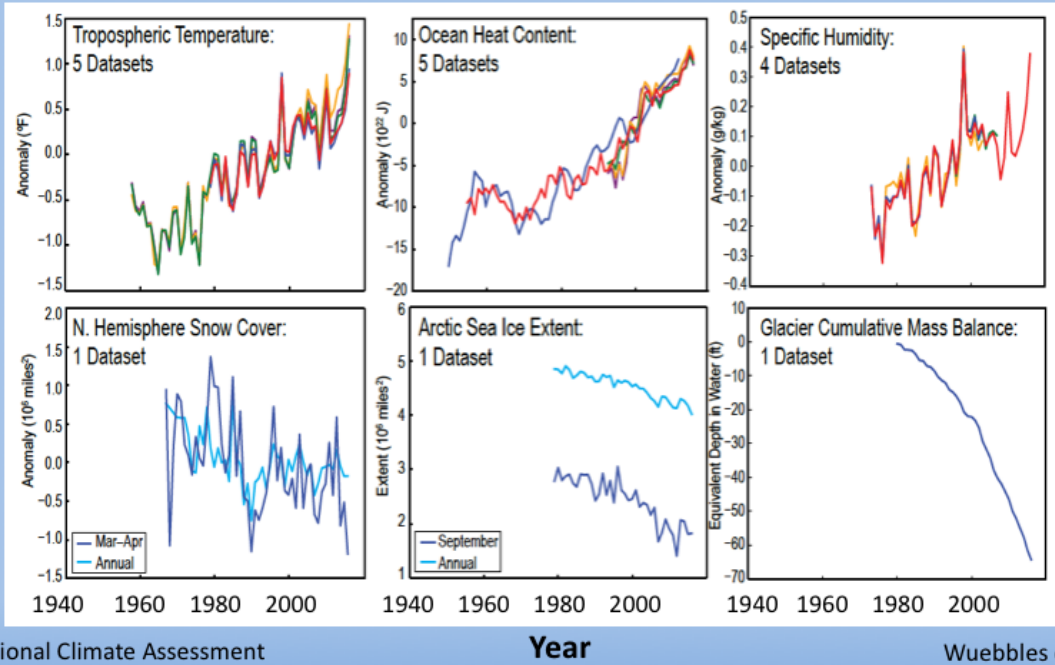 Tropospheric Temperature:
5 Datasets
Anomaly (°F)
1.5
1.0
0.5
0.0
−0.5
−1.0
−1.5
Ocean Heat Content:
5 Datasets
Anomaly (10²² J)
10
5
0
−5
−10
−15
−20
Specific Humidity:
4 Datasets
Anomaly (g/kg)
0.5
0.4
0.3
0.2
0.1
0.0
−0.1
−0.2
−0.3
−0.4
N. Hemisphere Snow Cover:
1 Dataset
Anomaly (10⁶ miles²)
2.0
1.5
1.0
0.5
0.0
−0.5
−1.0
−1.5
Mar–Apr
Annual
Arctic Sea Ice Extent:
1 Dataset
Extent (10⁶ miles²)
6
5
4
3
2
1
September
Annual
Glacier Cumulative Mass Balance:
1 Dataset
Equivalent Depth in Water (ft)
10
0
−10
−20
−30
−40
−50
−60
−70
1940 1960 1980 2000
1940 1960 1980 2000
1940 1960 1980 2000
ional Climate Assessment
Year
Wuebbles